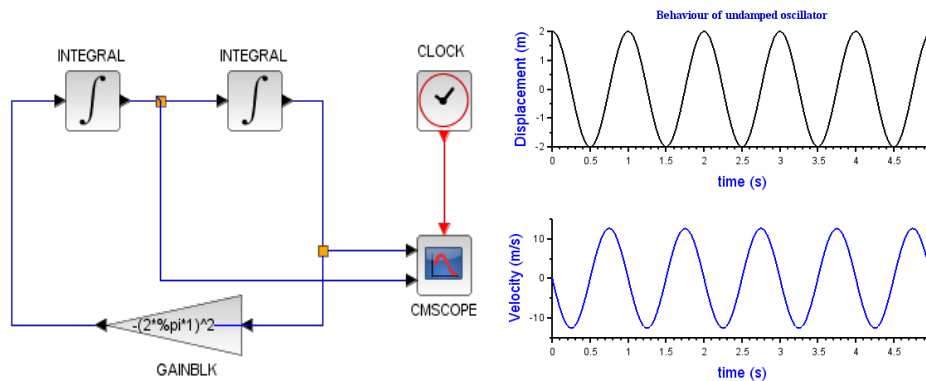 INTEGRAL
INTEGRAL
CLOCK
∫
∫
CMSCOPE
-(2*%pi*1)^2
GAINBLK
Behaviour of undamped oscillator
Displacement (m)
2
1
0
-1
-2
0 0.5 1 1.5 2 2.5 3 3.5 4 4.5
time (s)
Velocity (m/s)
10
0
-10
0 0.5 1 1.5 2 2.5 3 3.5 4 4.5
time (s)